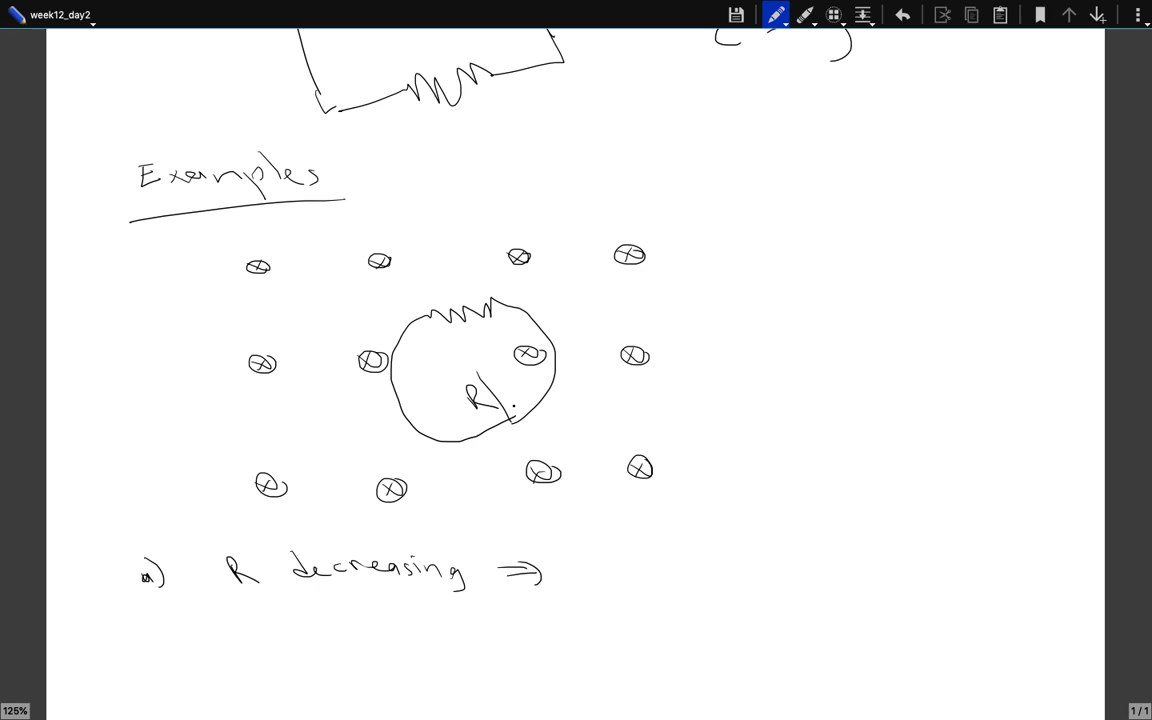 week12_day2
Examples
R
a) R decreasing ⇒
125%
1/1